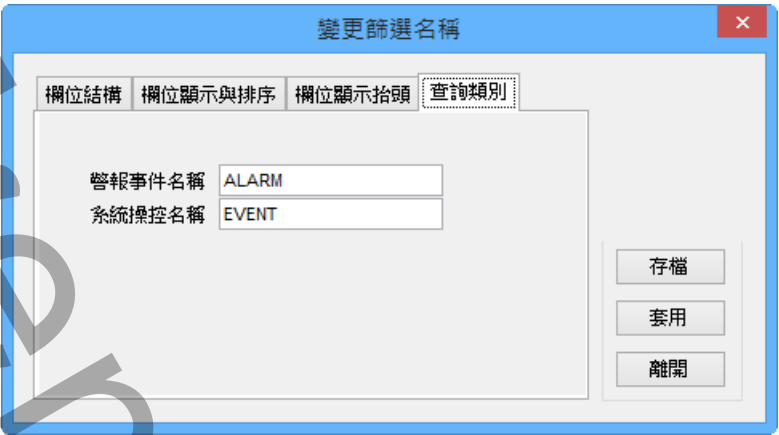 變更篩選名稱
欄位結構 欄位顯示與排序 欄位顯示抬頭 查詢類別
警報事件名稱 ALARM
系統操控名稱 EVENT
存檔
套用
離開